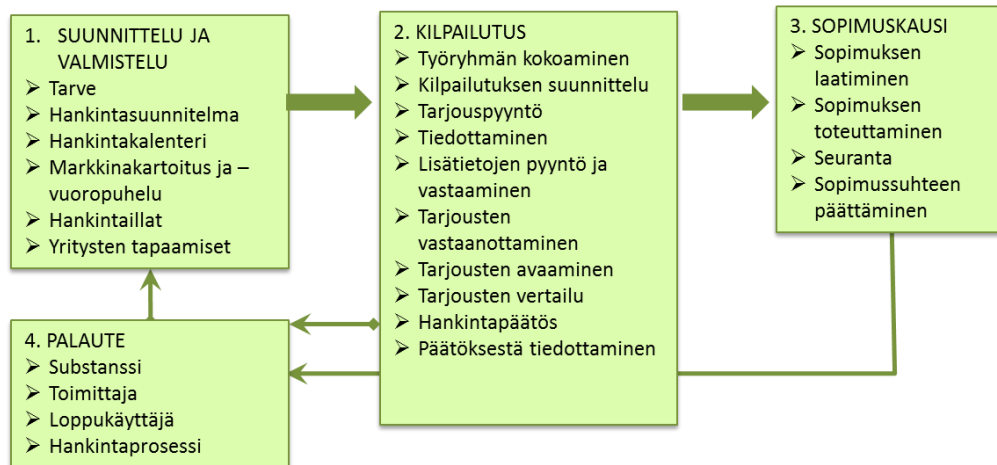 1. SUUNNITTELU JA
VALMISTELU
➢ Tarve
➢ Hankintasuunnitelma
➢ Hankintakalenteri
➢ Markkinakartoitus ja –
vuoropuhelu
➢ Hankintaillat
➢ Yritysten tapaamiset
2. KILPAILUTUS
➢ Työryhmän kokoaminen
➢ Kilpailutuksen suunnittelu
➢ Tarjouspyyntö
➢ Tiedottaminen
➢ Lisätietojen pyyntö ja
vastaaminen
➢ Tarjousten
vastaanottaminen
➢ Tarjousten avaaminen
➢ Tarjousten vertailu
➢ Hankintapäätös
➢ Päätöksestä tiedottaminen
3. SOPIMUSKAUSI
➢ Sopimuksen
laatiminen
➢ Sopimuksen
toteuttaminen
➢ Seuranta
➢ Sopimussuhteen
päättäminen
4. PALAUTE
➢ Substanssi
➢ Toimittaja
➢ Loppukäyttäjä
➢ Hankintaprosessi